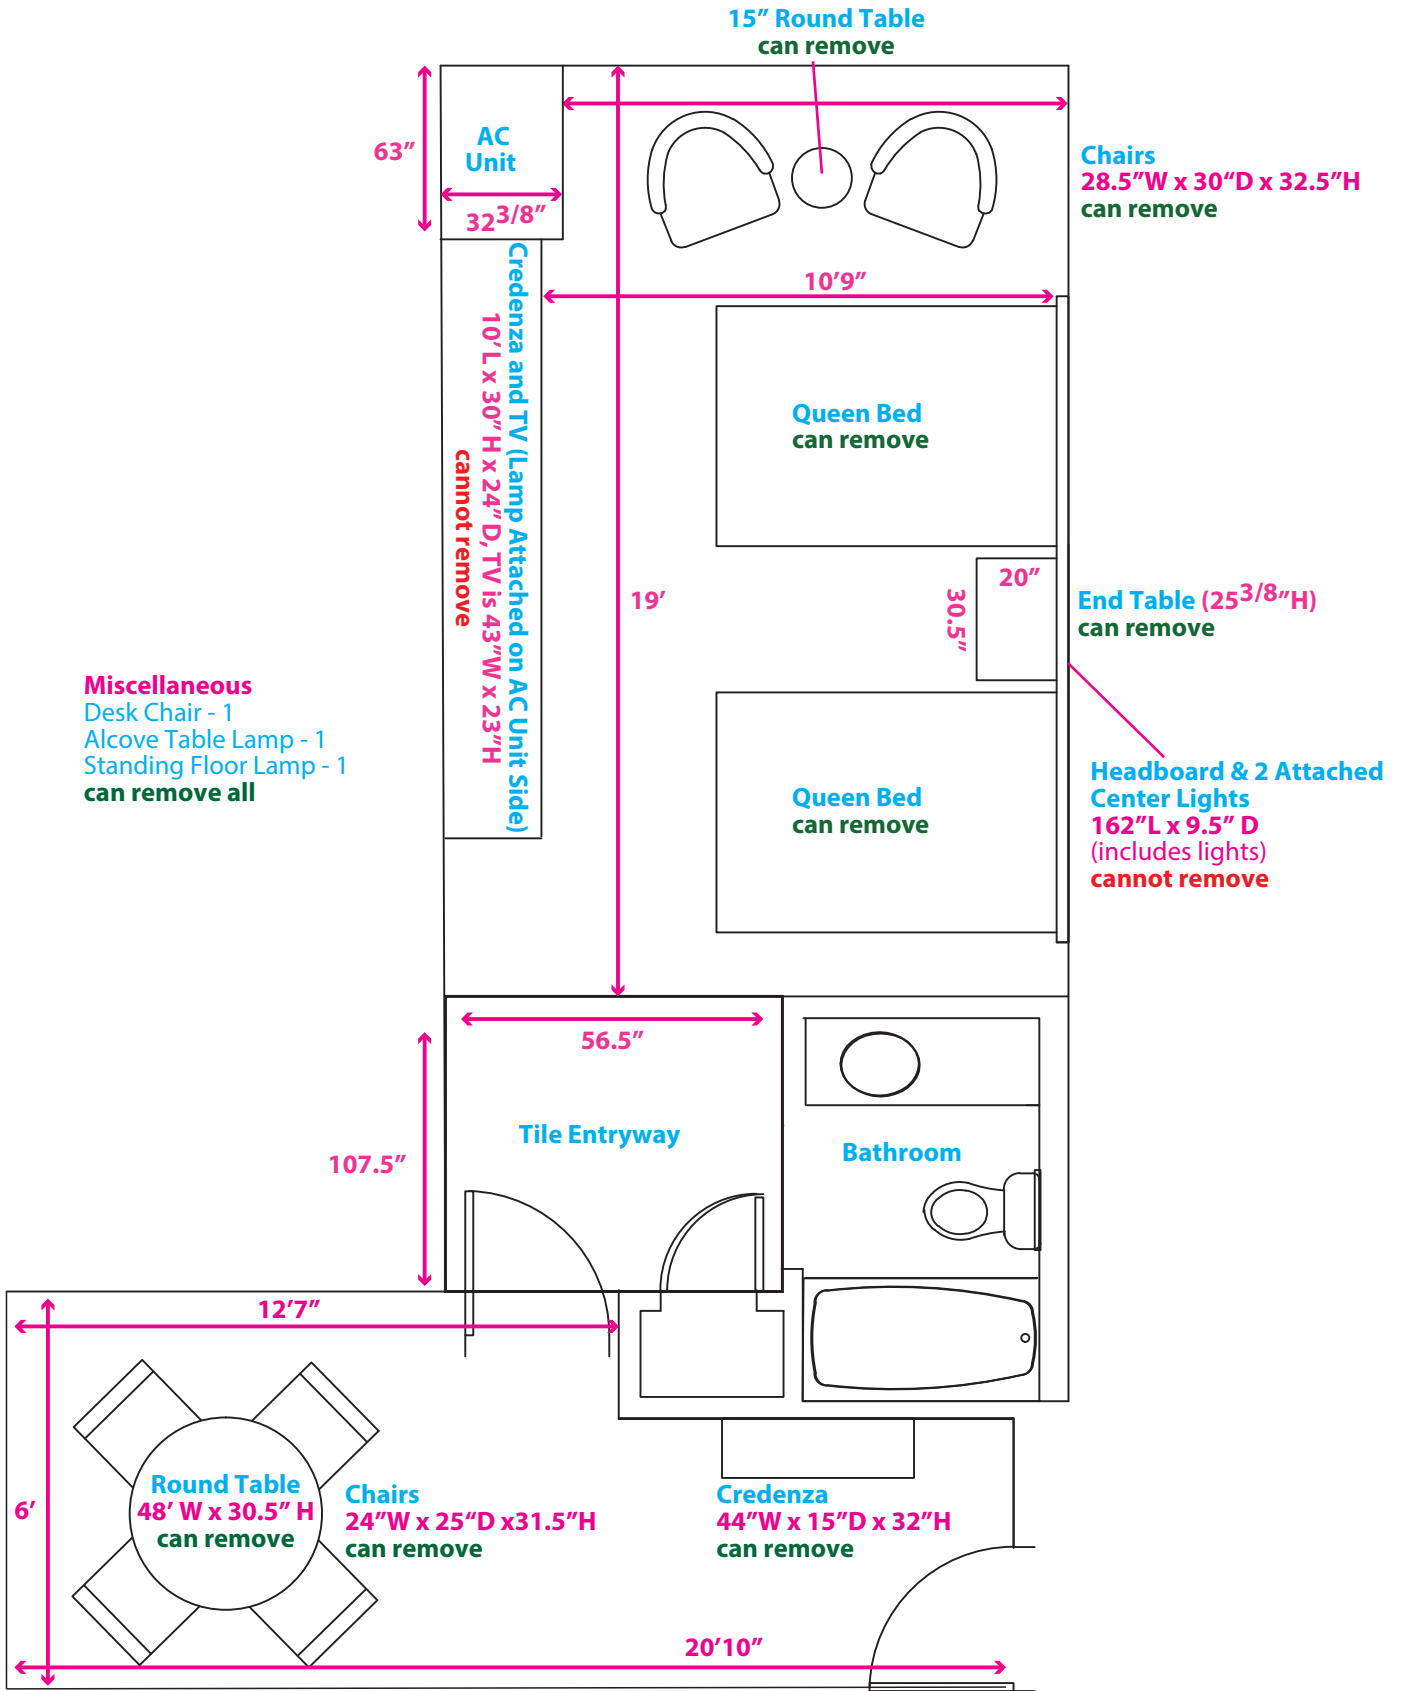 15” Round Table
can remove
63”
AC
Unit
32 3/8”
Chairs
28.5”W x 30“D x 32.5”H
can remove
10’9”
Credenza and TV (Lamp Attached on AC Unit Side)
10’ L x 30” H x 24” D, TV is 43”W x 23”H
cannot remove
Queen Bed
can remove
19’
20”
30.5”
End Table (25 3/8”H)
can remove
Miscellaneous
Desk Chair - 1
Alcove Table Lamp - 1
Standing Floor Lamp - 1
can remove all
Queen Bed
can remove
Headboard & 2 Attached
Center Lights
162”L x 9.5” D
(includes lights)
cannot remove
56.5”
107.5”
Tile Entryway
Bathroom
12’7”
6’
Round Table
48’ W x 30.5” H
can remove
Chairs
24”W x 25“D x31.5”H
can remove
Credenza
44”W x 15”D x 32”H
can remove
20’10”